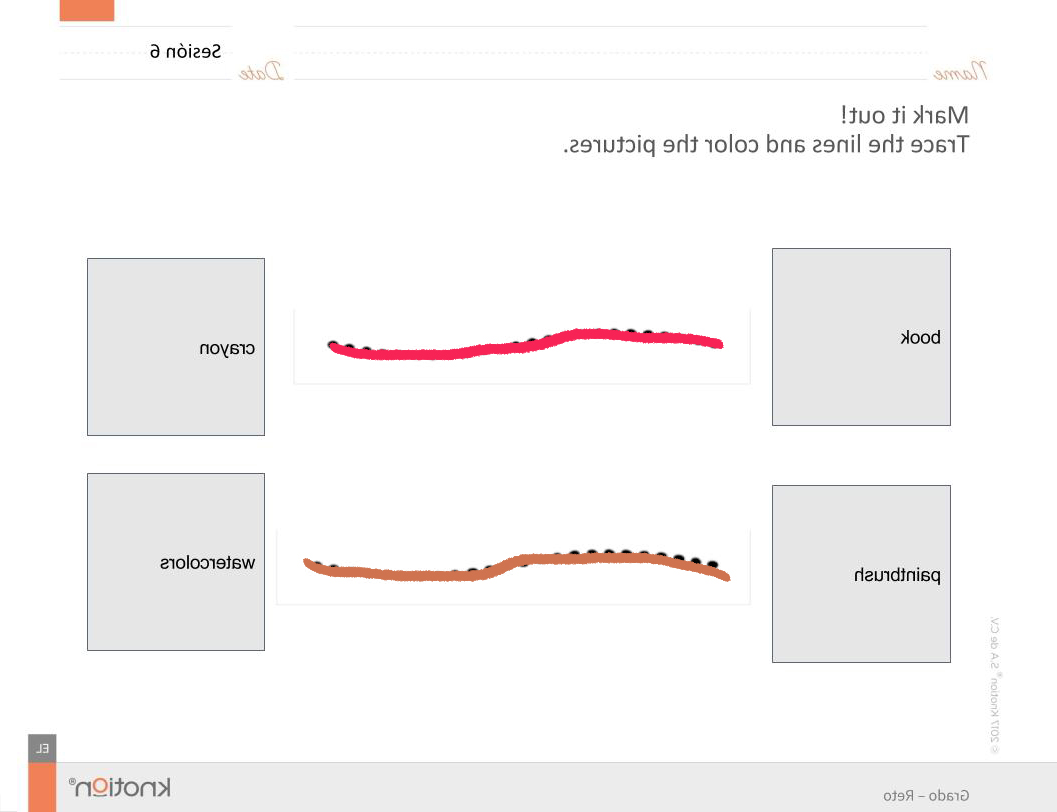 Name
Date
Sesión 6
Mark it out!
Trace the lines and color the pictures.
book
crayon
paintbrush
watercolors
© 2017 Knotion® S.A de C.V.
EL
Grado – Reto
knotion®